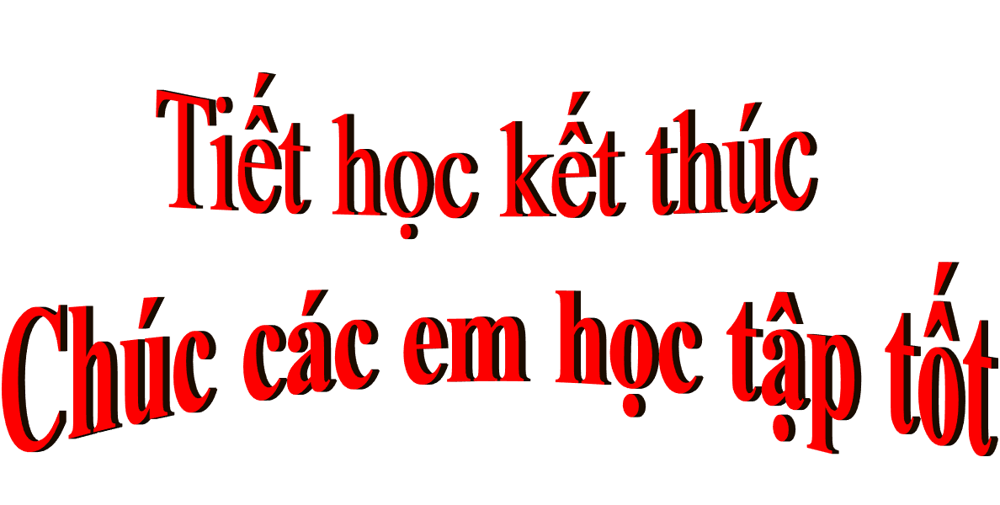 Tiết học kết thúc
Chúc các em học tập tốt